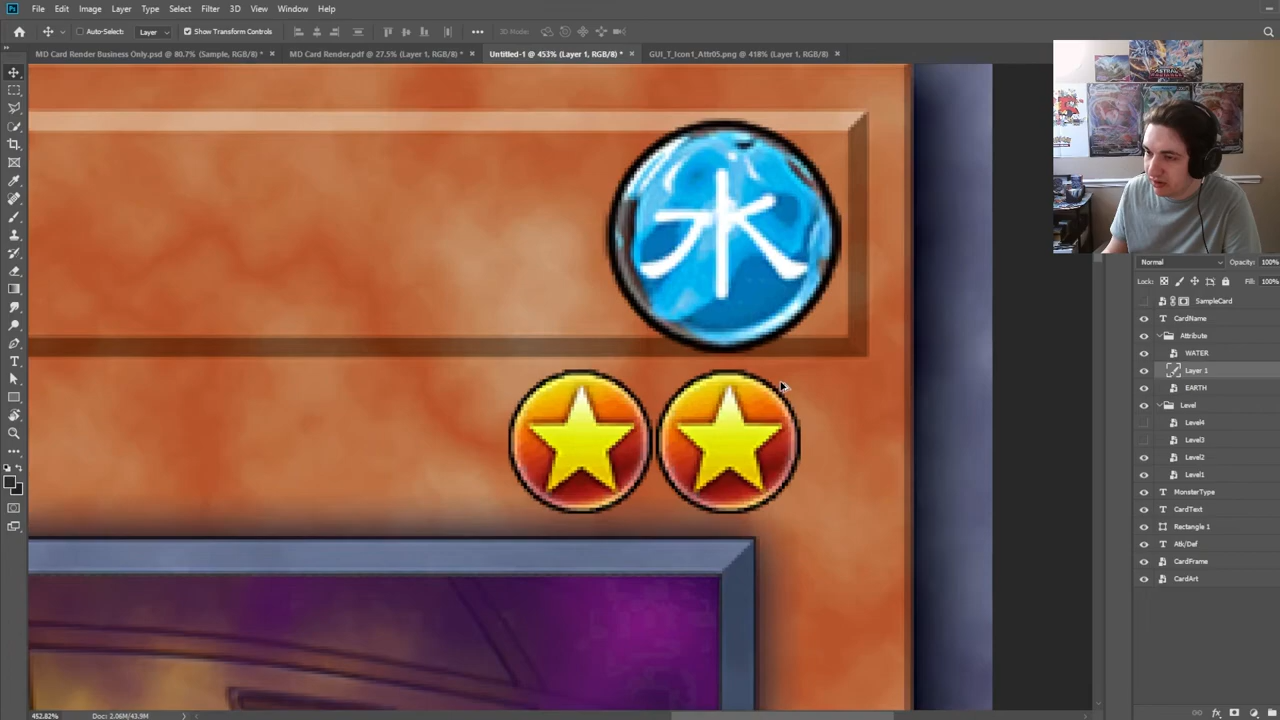 File Edit Image Layer Type Select Filter 3D View Window Help
Auto-Select: Layer Show Transform Controls 3D Mode:
MD Card Render Business Only.psd @ 80.7% (Sample, RGB/8) * MD Card Render.pdf @ 27.5% (Layer 1, RGB/8) * Untitled-1 @ 453% (Layer 1, RGB/8) * GUI_T_Icon1_Attr05.png @ 418% (Layer 1, RGB/8)
水
Normal Opacity: 100%
Lock: Fill: 100%
SampleCard
CardName
Attribute
WATER
Layer 1
EARTH
Level
Level4
Level3
Level2
Level1
MonsterType
CardText
Rectangle 1
Atk/Def
CardFrame
CardArt
452.82% Doc: 2.06M/43.9M